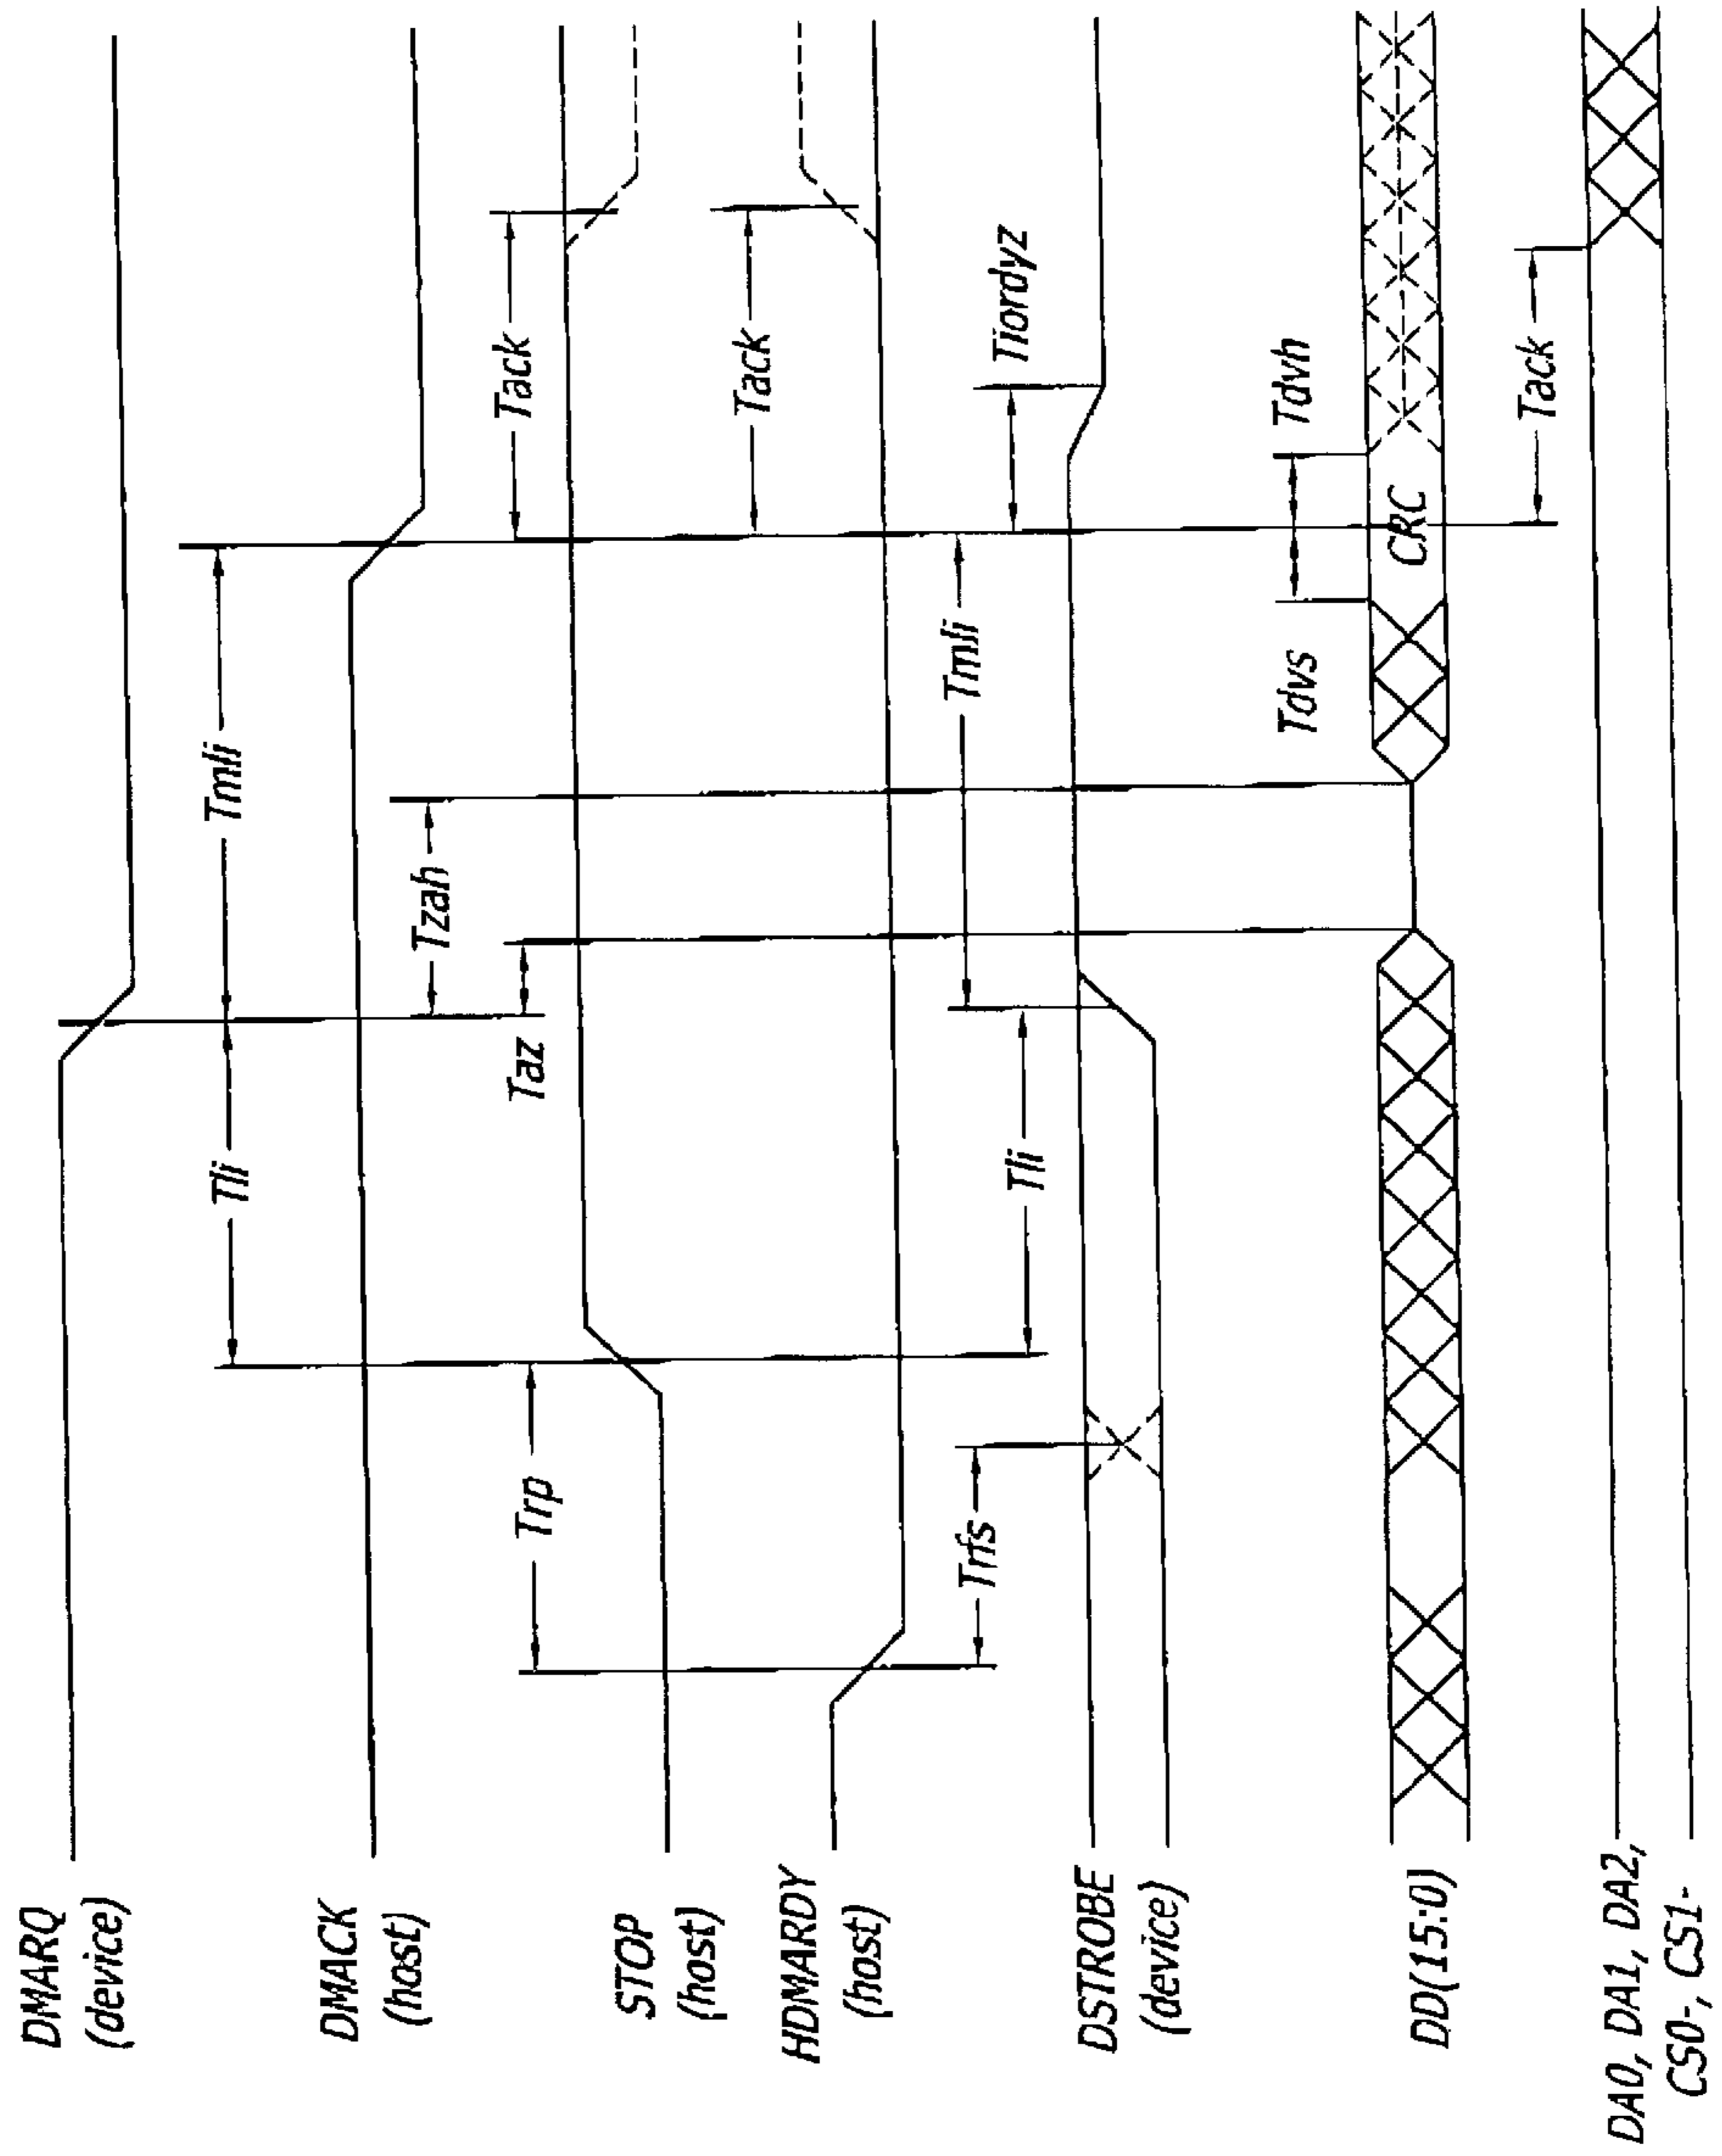 DMARQ
(device)
Tli
Tmli
DMACK
(host)
Tzah
Taz
Tack
STOP
(host)
Trp
Tack
HDMARDY
(host)
Trfs
Tli
Tmli
Tiordyz
DSTROBE
(device)
Tdvs
Tdvh
DD(15:0)
CRC
Tack
DA0, DA1, DA2,
CS0-, CS1-